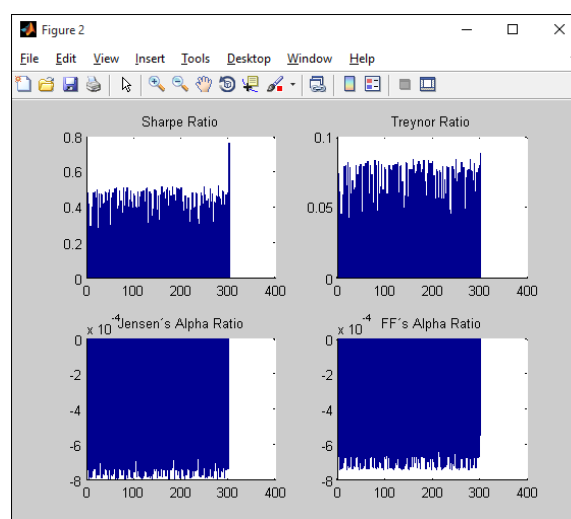 Figure 2
File Edit View Insert Tools Desktop Window Help
Sharpe Ratio
0.8
0.6
0.4
0.2
0
0 100 200 300 400
Treynor Ratio
0.1
0.05
0
0 100 200 300 400
x 10^-4
Jensen´s Alpha Ratio
0
-2
-4
-6
-8
0 100 200 300 400
x 10^-4
FF´s Alpha Ratio
0
-2
-4
-6
-8
0 100 200 300 400